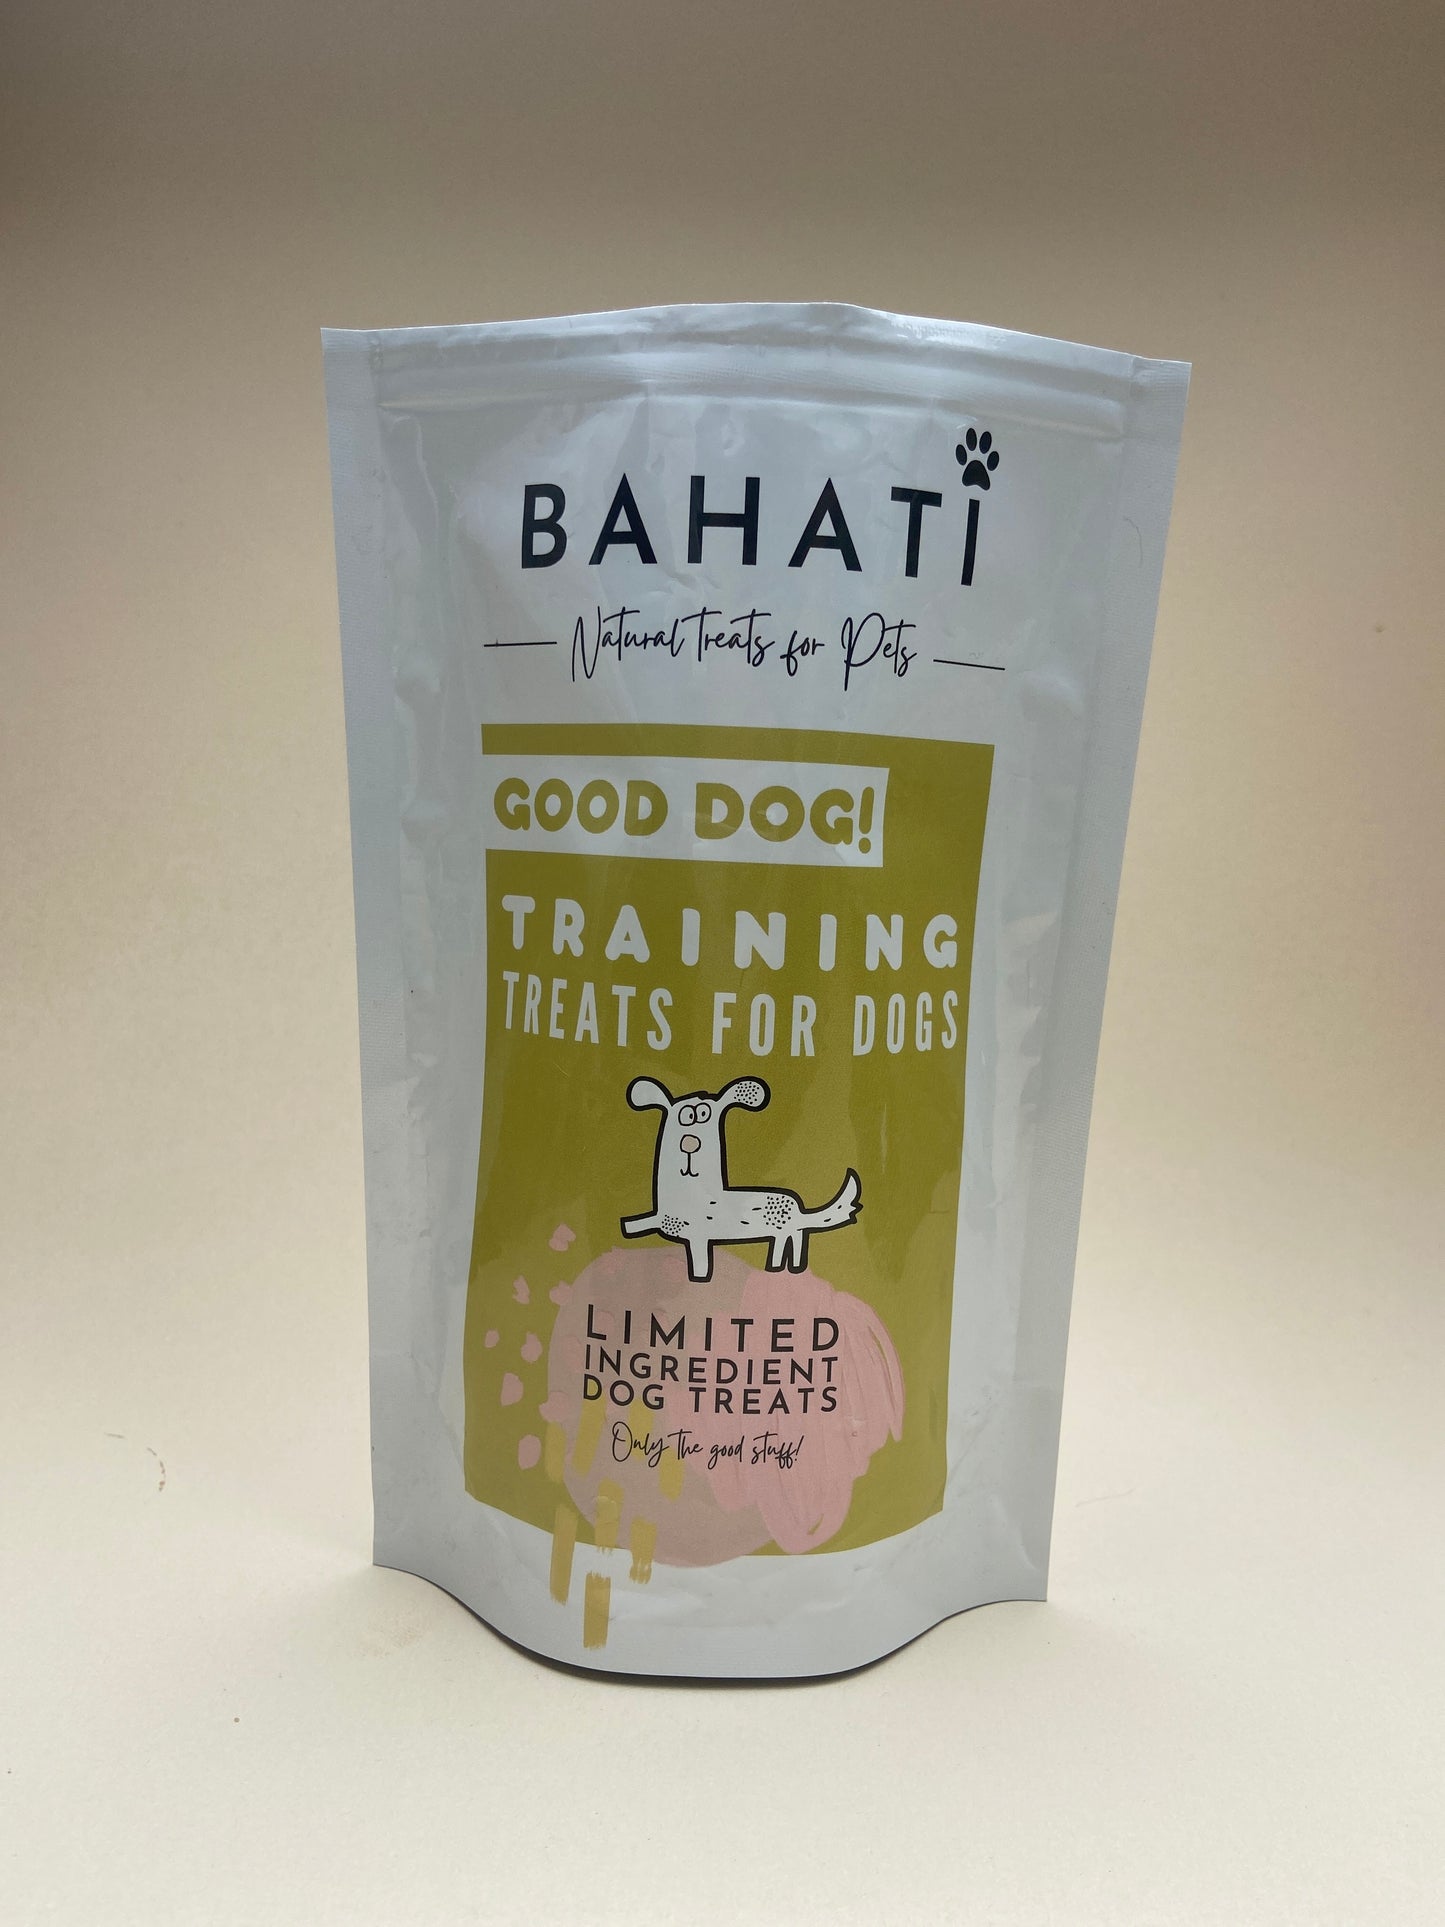 BAHATI
Natural treats for Pets
GOOD DOG!
TRAINING
TREATS FOR DOGS
LIMITED
INGREDIENT
DOG TREATS
Only the good stuff!